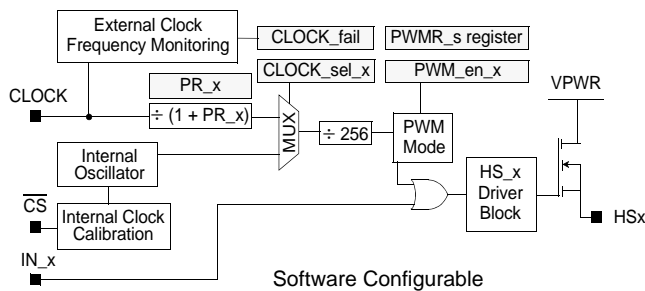 External Clock
Frequency Monitoring
CLOCK_fail
PWMR_s register
CLOCK_sel_x
PWM_en_x
PR_x
CLOCK
÷ (1 + PR_x)
MUX
÷ 256
PWM
Mode
VPWR
Internal
Oscillator
HS_x
Driver
Block
CS
Internal Clock
Calibration
HSx
IN_x
Software Configurable